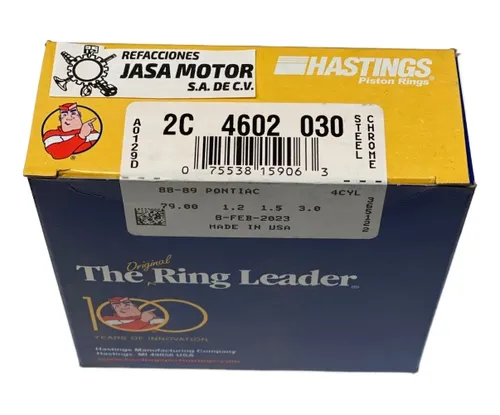 REFACCIONES
JASA MOTOR
S.A. DE C.V.
HASTINGS
Piston Rings®
A0129D
2C 4602 030
STEEL
CHROME
0 75538 15906 3
88-89 PONTIAC 4CYL
79.00 1.2 1.5 3.0
8-FEB-2023
MADE IN USA
Original
The Ring Leader®
100
YEARS OF INNOVATION
Hastings Manufacturing Company
Hastings, MI 49058 USA